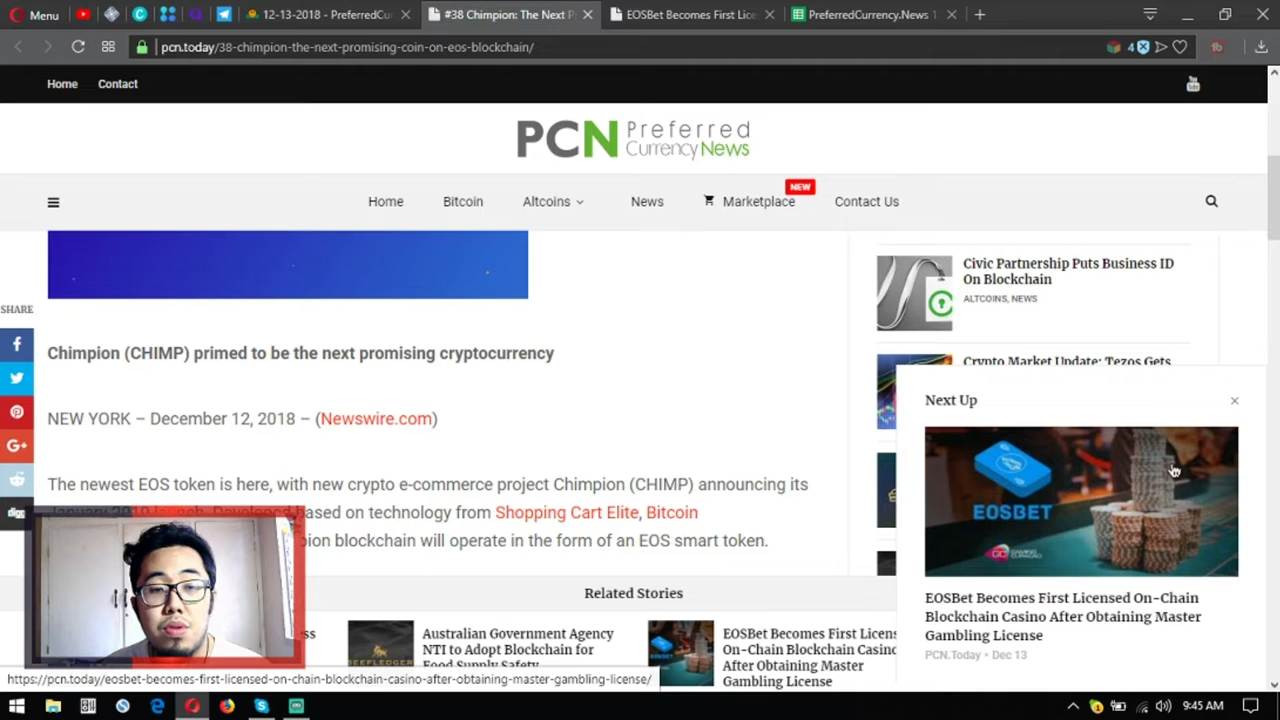 Menu
12-13-2018 - PreferredCu
#38 Chimpion: The Next P
EOSBet Becomes First Lice
PreferredCurrency.News 1
pcn.today/38-chimpion-the-next-promising-coin-on-eos-blockchain/
4
Home
Contact
PCN Preferred
CurrencyNews
NEW
Home
Bitcoin
Altcoins
News
Marketplace
Contact Us
SHARE
Chimpion (CHIMP) primed to be the next promising cryptocurrency
NEW YORK – December 12, 2018 – (Newswire.com)
The newest EOS token is here, with new crypto e-commerce project Chimpion (CHIMP) announcing its
based on technology from Shopping Cart Elite, Bitcoin
blockchain will operate in the form of an EOS smart token.
Civic Partnership Puts Business ID
On Blockchain
ALTCOINS, NEWS
Crypto Market Update: Tezos Gets
Next Up
EOSBET
EOSBet Becomes First Licensed On-Chain
Blockchain Casino After Obtaining Master
Gambling License
PCN.Today • Dec 13
Related Stories
Australian Government Agency
NTI to Adopt Blockchain for
Food Supply Safety
BEEFLEDGER
EOSBet Becomes First Licens
On-Chain Blockchain Casino
After Obtaining Master
Gambling License
https://pcn.today/eosbet-becomes-first-licensed-on-chain-blockchain-casino-after-obtaining-master-gambling-license/
9:45 AM